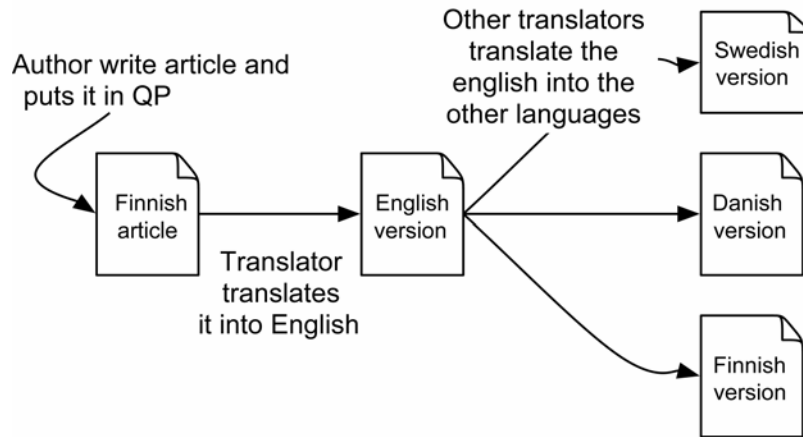 Author write article and
puts it in QP
Finnish
article
Translator
translates
it into English
English
version
Other translators
translate the
english into the
other languages
Swedish
version
Danish
version
Finnish
version